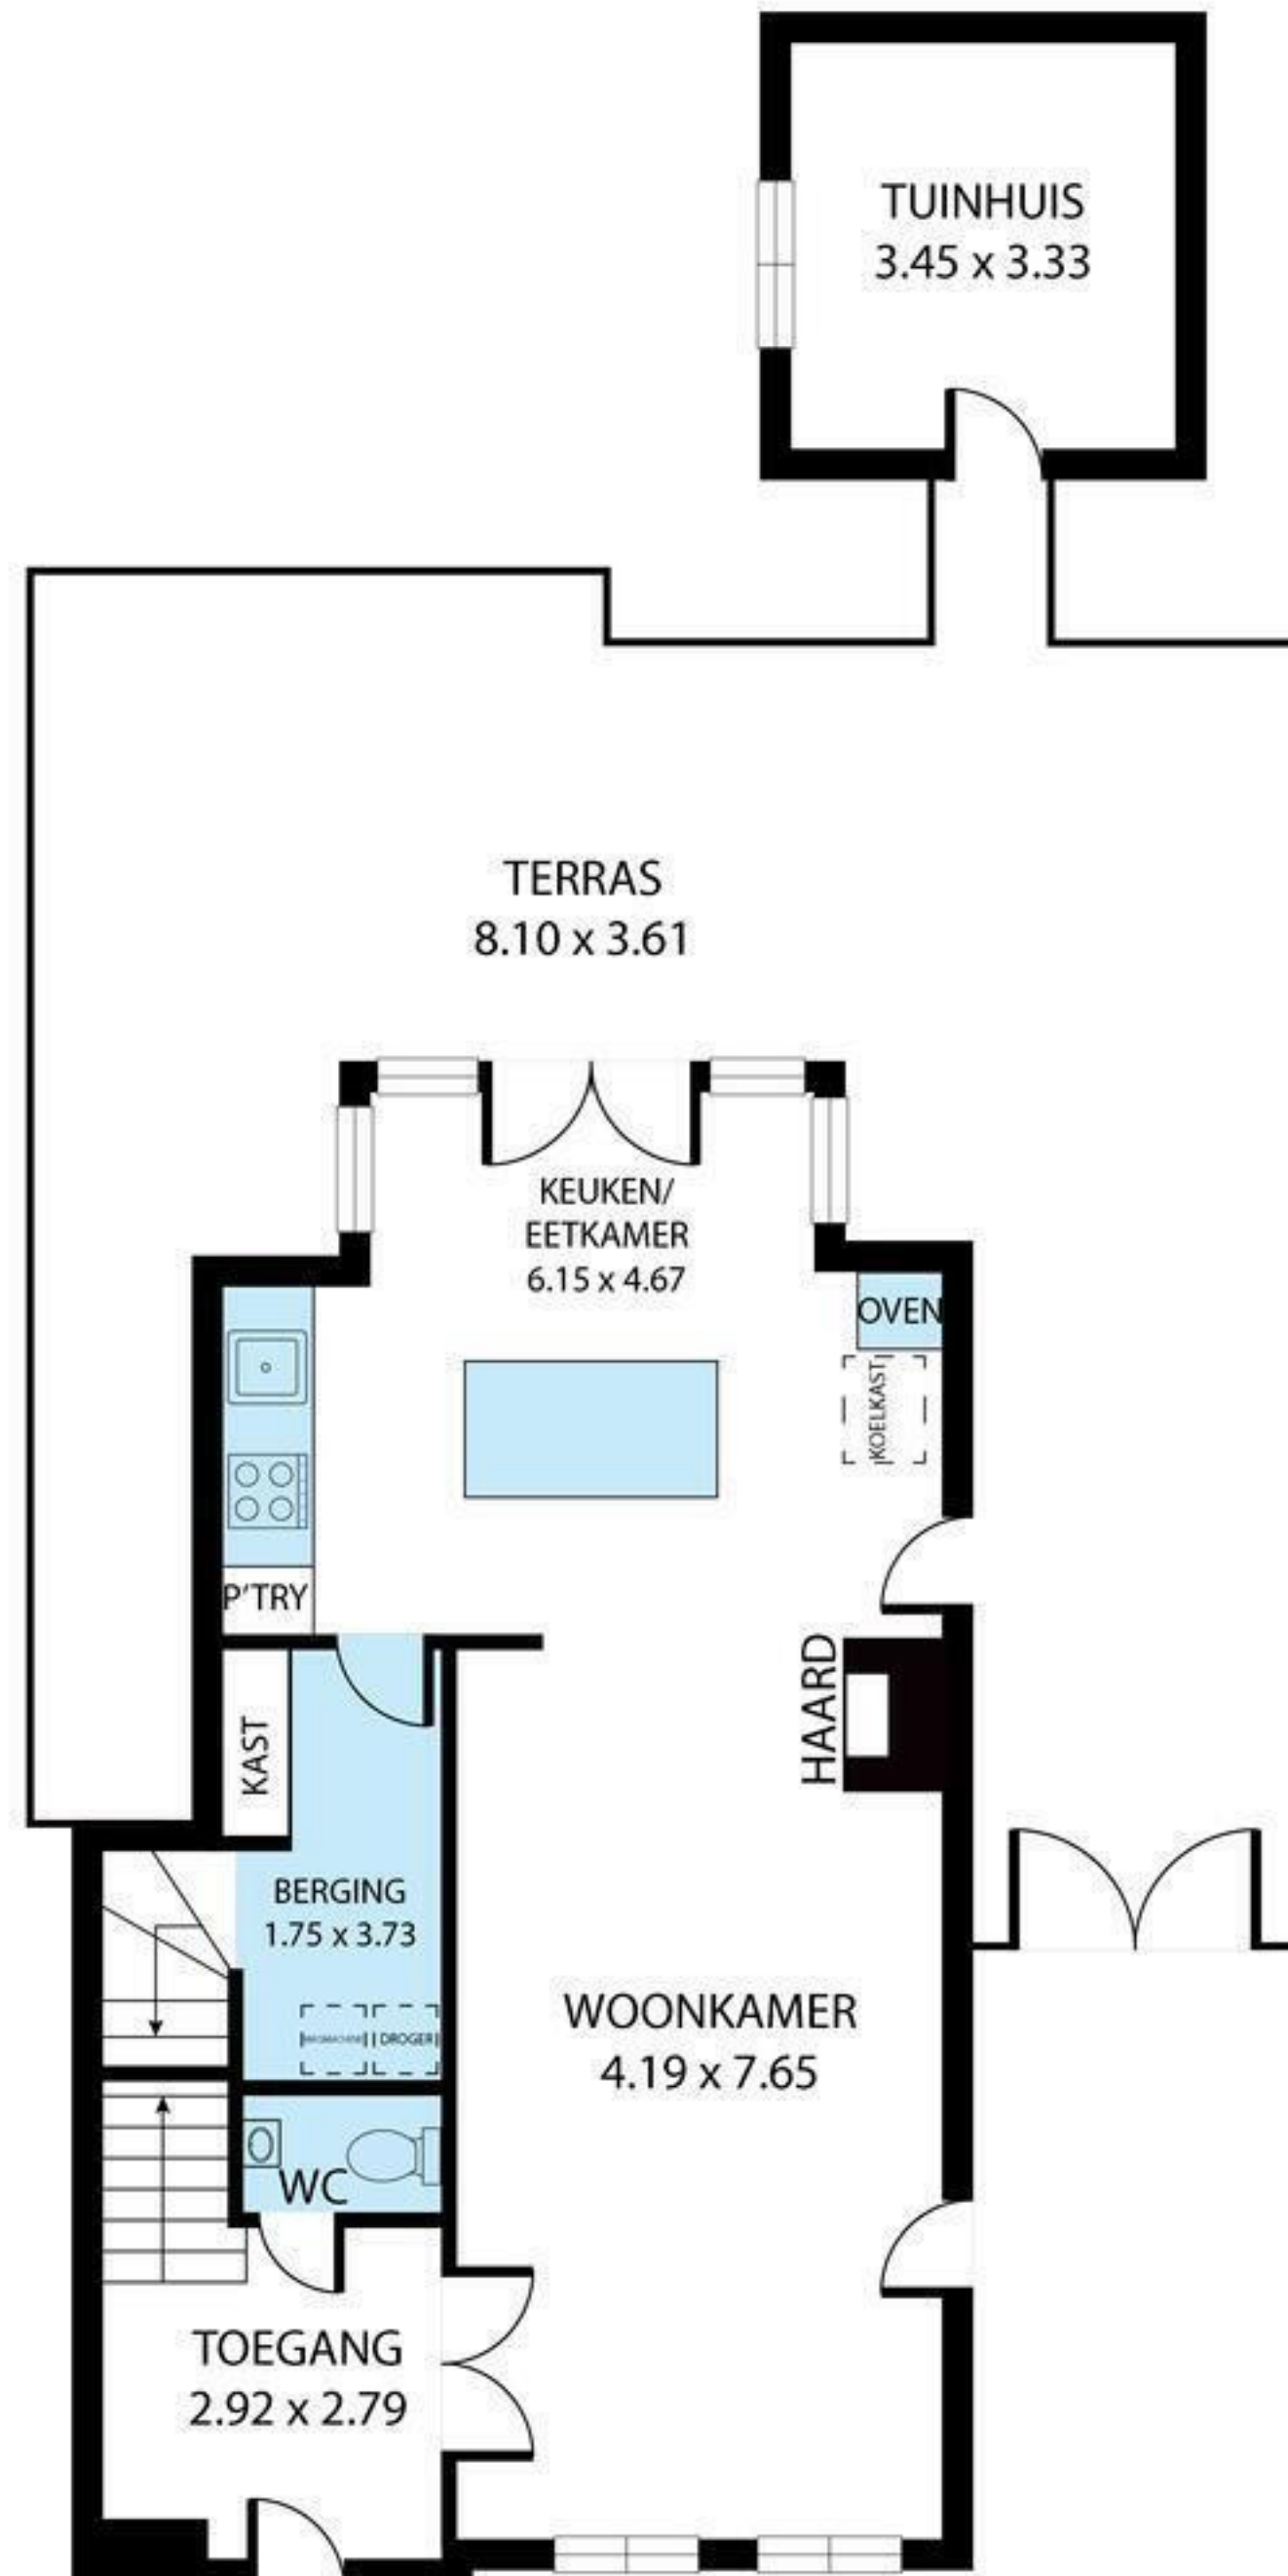 TUINHUIS
3.45 x 3.33
TERRAS
8.10 x 3.61
KEUKEN/
EETKAMER
6.15 x 4.67
OVEN
KOELKAST
P'TRY
HAARD
KAST
BERGING
1.75 x 3.73
DROGER
WOONKAMER
4.19 x 7.65
WC
TOEGANG
2.92 x 2.79